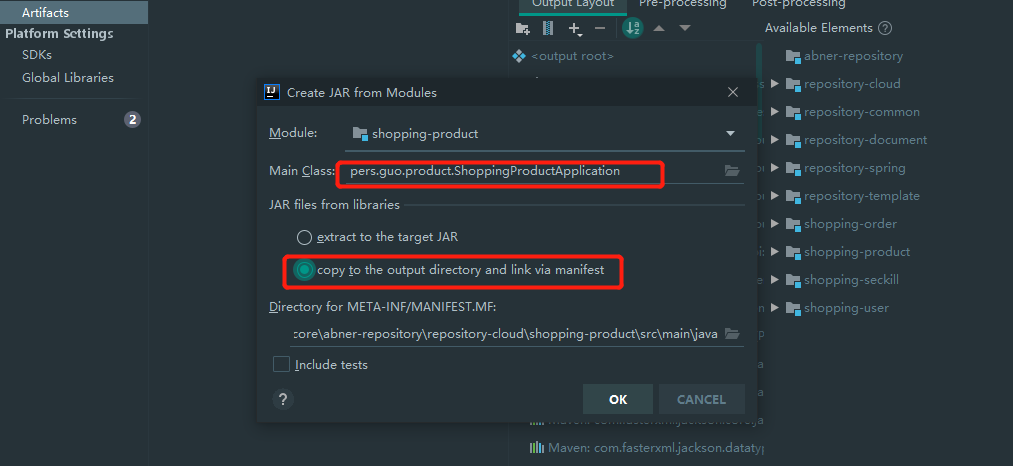 Artifacts
Platform Settings
SDKs
Global Libraries
Problems
2
Output Layout
Pre-processing
Post-processing
Available Elements
<output root>
abner-repository
repository-cloud
repository-common
repository-document
repository-spring
repository-template
shopping-order
shopping-product
shopping-seckill
shopping-user
Create JAR from Modules
Module:
shopping-product
Main Class:
pers.guo.product.ShoppingProductApplication
JAR files from libraries
extract to the target JAR
copy to the output directory and link via manifest
Directory for META-INF/MANIFEST.MF:
core\abner-repository\repository-cloud\shopping-product\src\main\java
Include tests
?
OK
CANCEL
Maven: com.fasterxml.jackson.datatyp